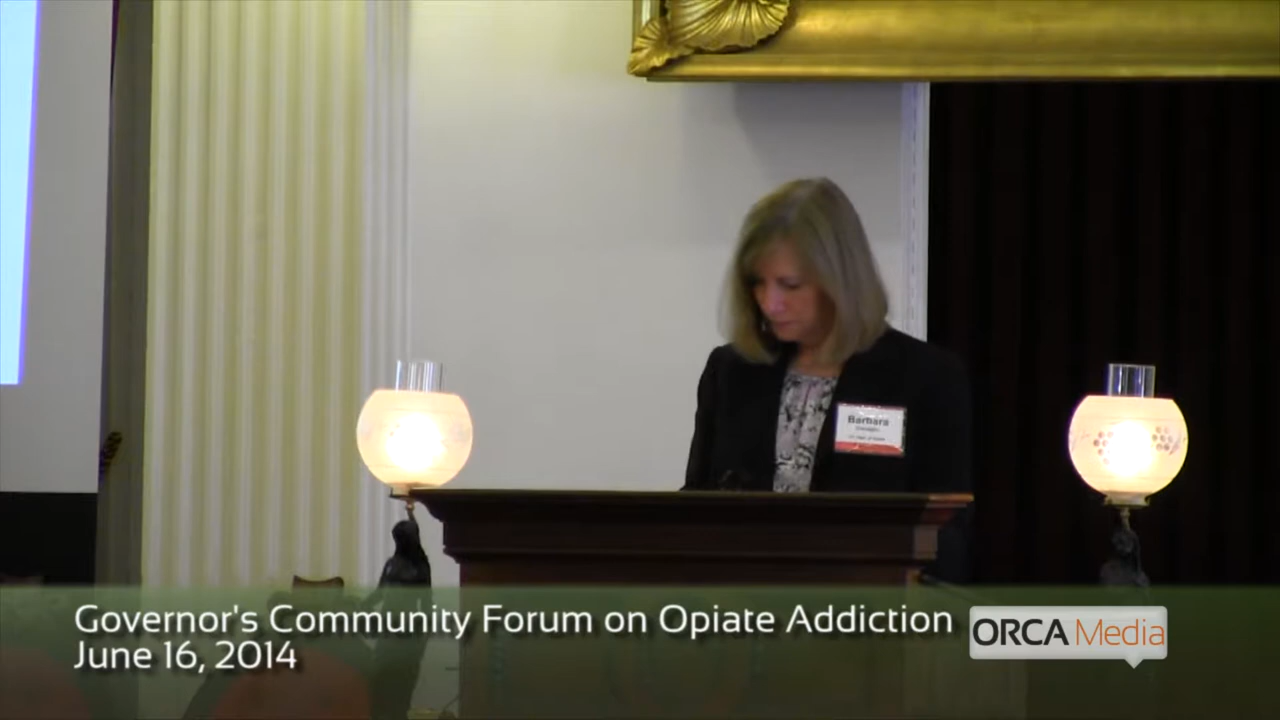 Barbara
Governor's Community Forum on Opiate Addiction
June 16, 2014
ORCA Media